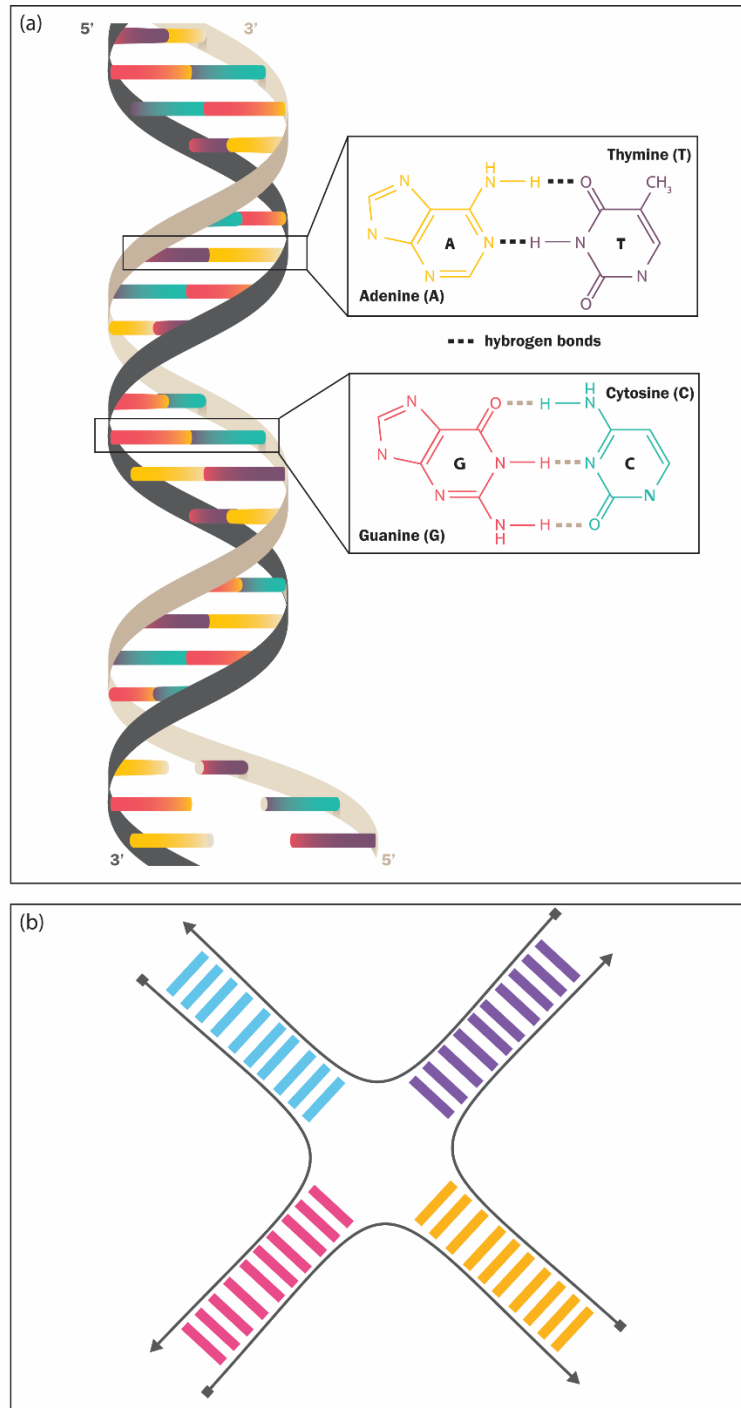 (a)
5’ 3’
Thymine (T)
H
N H O CH3
N N
A N H N T
N N N
Adenine (A) O
hybrogen bonds
Cytosine (C)
H
O H N
N
G N H N C
N N N
N H O
Guanine (G) H
3’ 5’
(b)